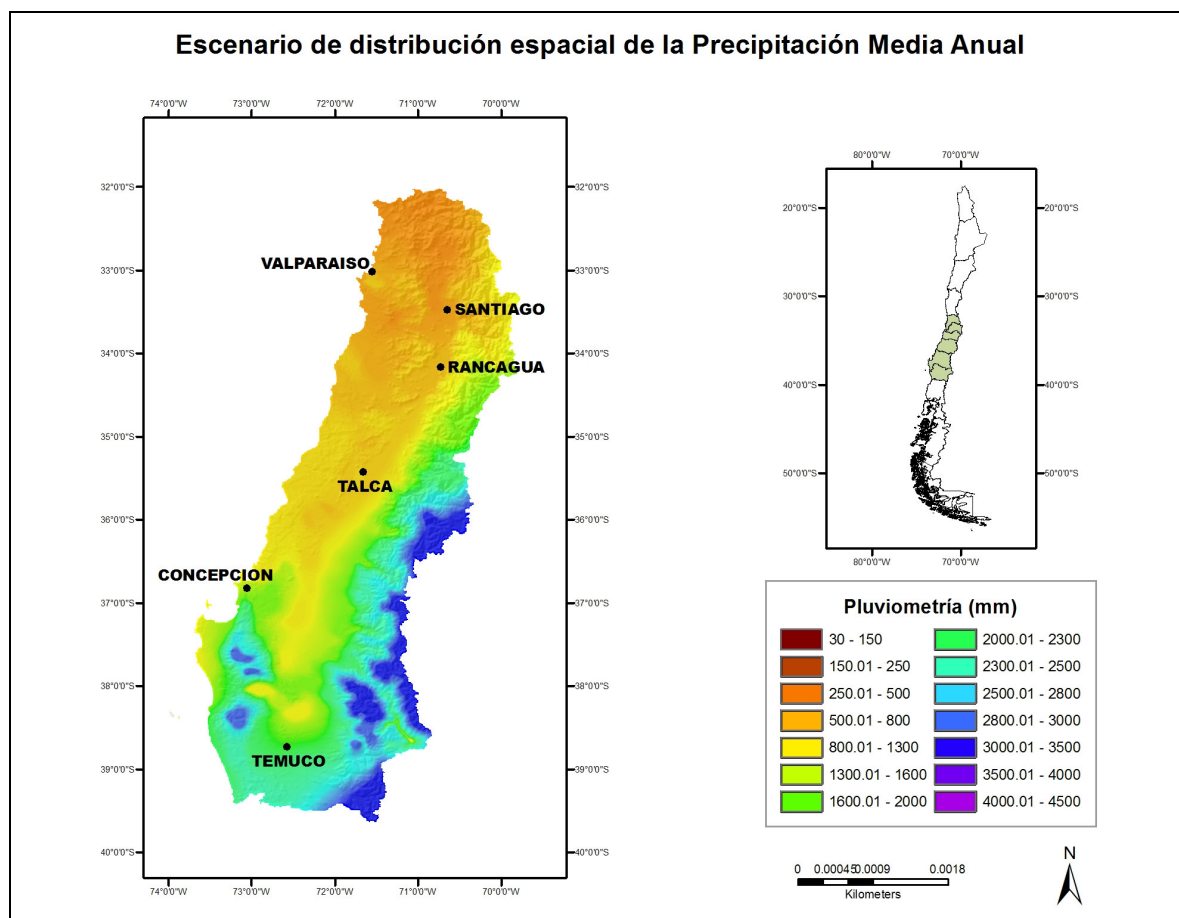 Escenario de distribución espacial de la Precipitación Media Anual
74°0'0"W 73°0'0"W 72°0'0"W 71°0'0"W 70°0'0"W
32°0'0"S 32°0'0"S
33°0'0"S 33°0'0"S
34°0'0"S 34°0'0"S
35°0'0"S 35°0'0"S
36°0'0"S 36°0'0"S
37°0'0"S 37°0'0"S
38°0'0"S 38°0'0"S
39°0'0"S 39°0'0"S
40°0'0"S 40°0'0"S
74°0'0"W 73°0'0"W 72°0'0"W 71°0'0"W 70°0'0"W
VALPARAISO
SANTIAGO
RANCAGUA
TALCA
CONCEPCION
TEMUCO
80°0'0"W 70°0'0"W
20°0'0"S 20°0'0"S
30°0'0"S 30°0'0"S
40°0'0"S 40°0'0"S
50°0'0"S 50°0'0"S
80°0'0"W 70°0'0"W
Pluviometría (mm)
30 - 150
150.01 - 250
250.01 - 500
500.01 - 800
800.01 - 1300
1300.01 - 1600
1600.01 - 2000
2000.01 - 2300
2300.01 - 2500
2500.01 - 2800
2800.01 - 3000
3000.01 - 3500
3500.01 - 4000
4000.01 - 4500
0 0.00045 0.0009 0.0018
Kilometers
N